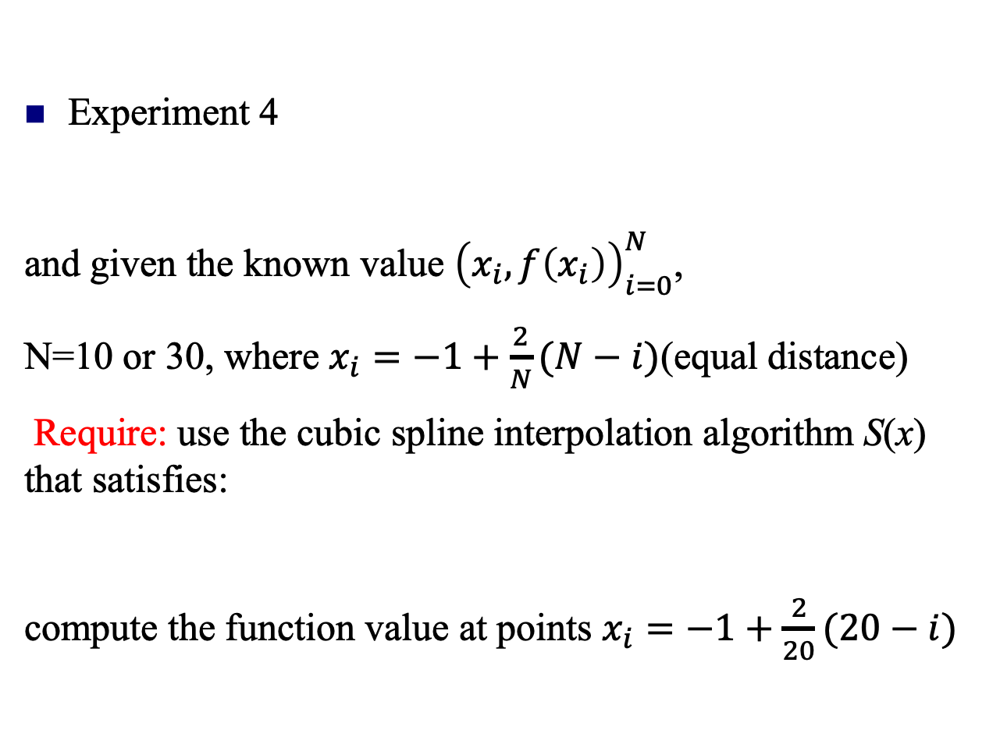 ■ Experiment 4
and given the known value (x_i, f(x_i))_{i=0}^{N},
N=10 or 30, where x_i = −1 + \frac{2}{N}(N − i)(equal distance)
Require: use the cubic spline interpolation algorithm S(x)
that satisfies:
compute the function value at points x_i = −1 + \frac{2}{20}(20 − i)